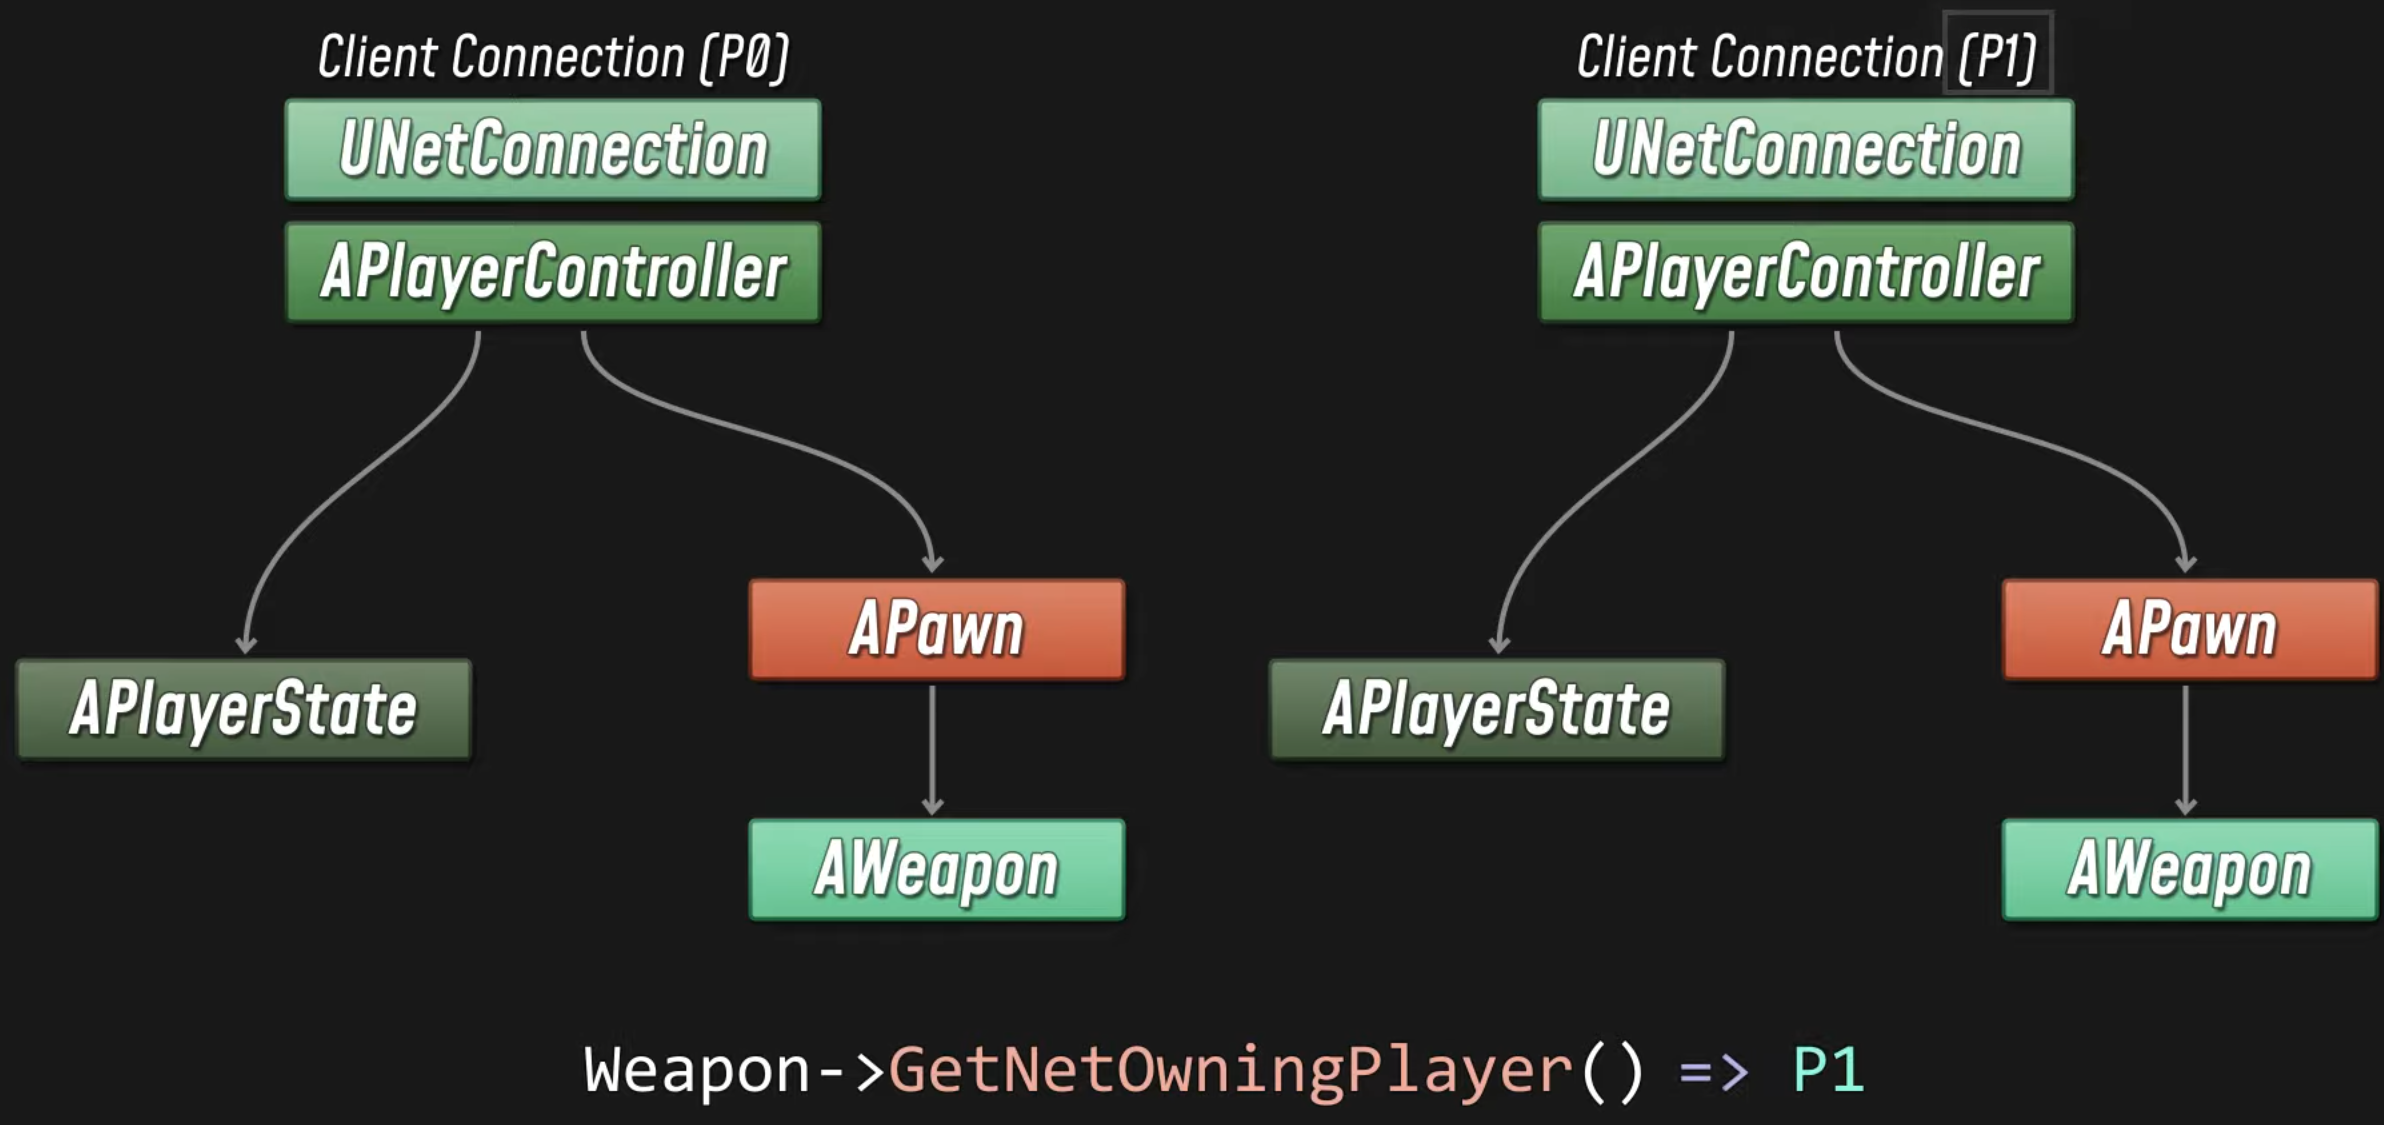 Client Connection (P0)
UNetConnection
APlayerController
APlayerState
APawn
AWeapon
Client Connection (P1)
UNetConnection
APlayerController
APlayerState
APawn
AWeapon
Weapon->GetNetOwningPlayer() => P1